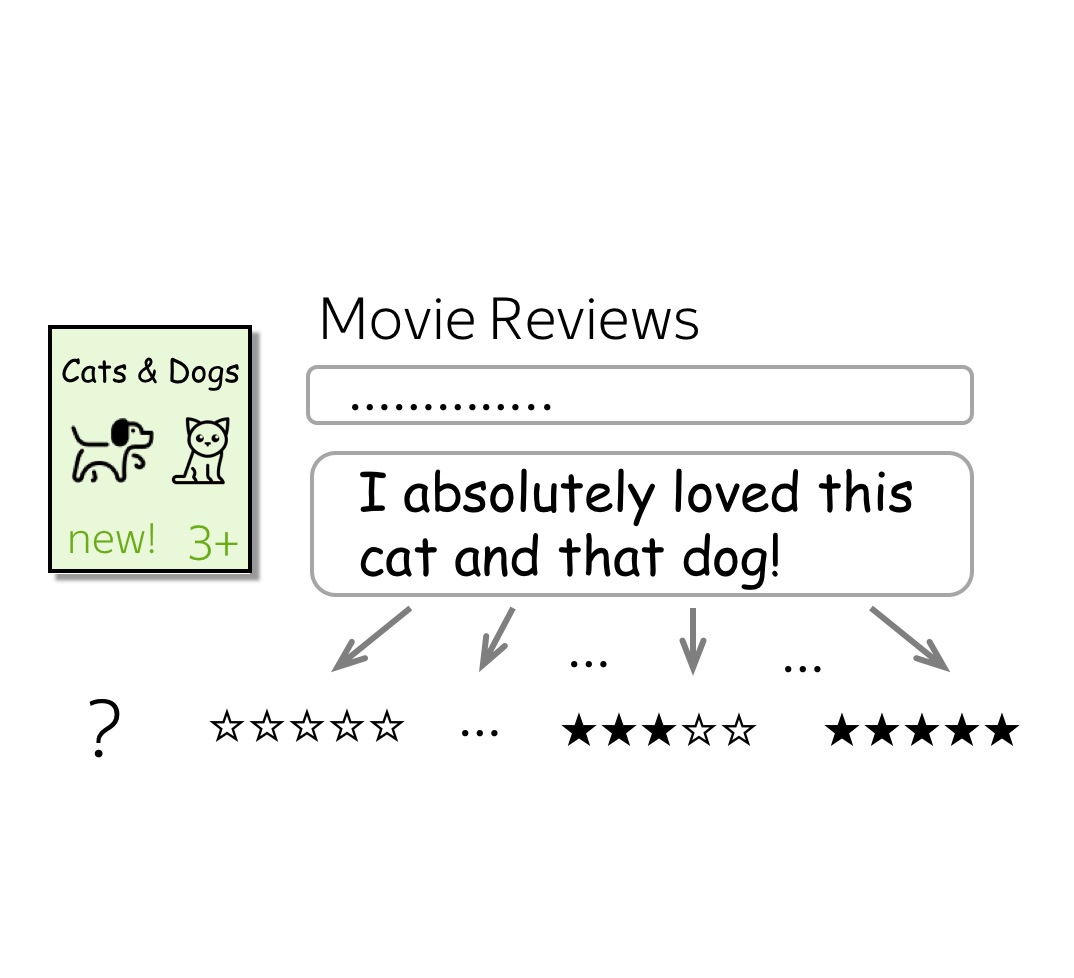 Movie Reviews
Cats & Dogs
new! 3+
..............
I absolutely loved this
cat and that dog!
... ...
? ☆☆☆☆☆ ... ★★★☆☆ ★★★★★